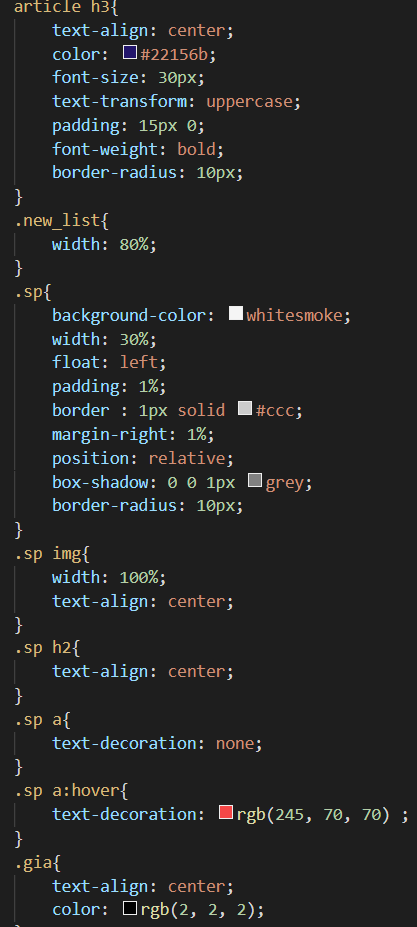 article h3{
    text-align: center;
    color: #22156b;
    font-size: 30px;
    text-transform: uppercase;
    padding: 15px 0;
    font-weight: bold;
    border-radius: 10px;
}
.new_list{
    width: 80%;
}
.sp{
    background-color: whitesmoke;
    width: 30%;
    float: left;
    padding: 1%;
    border : 1px solid #ccc;
    margin-right: 1%;
    position: relative;
    box-shadow: 0 0 1px grey;
    border-radius: 10px;
}
.sp img{
    width: 100%;
    text-align: center;
}
.sp h2{
    text-align: center;
}
.sp a{
    text-decoration: none;
}
.sp a:hover{
    text-decoration: rgb(245, 70, 70) ;
}
.gia{
    text-align: center;
    color: rgb(2, 2, 2);
}